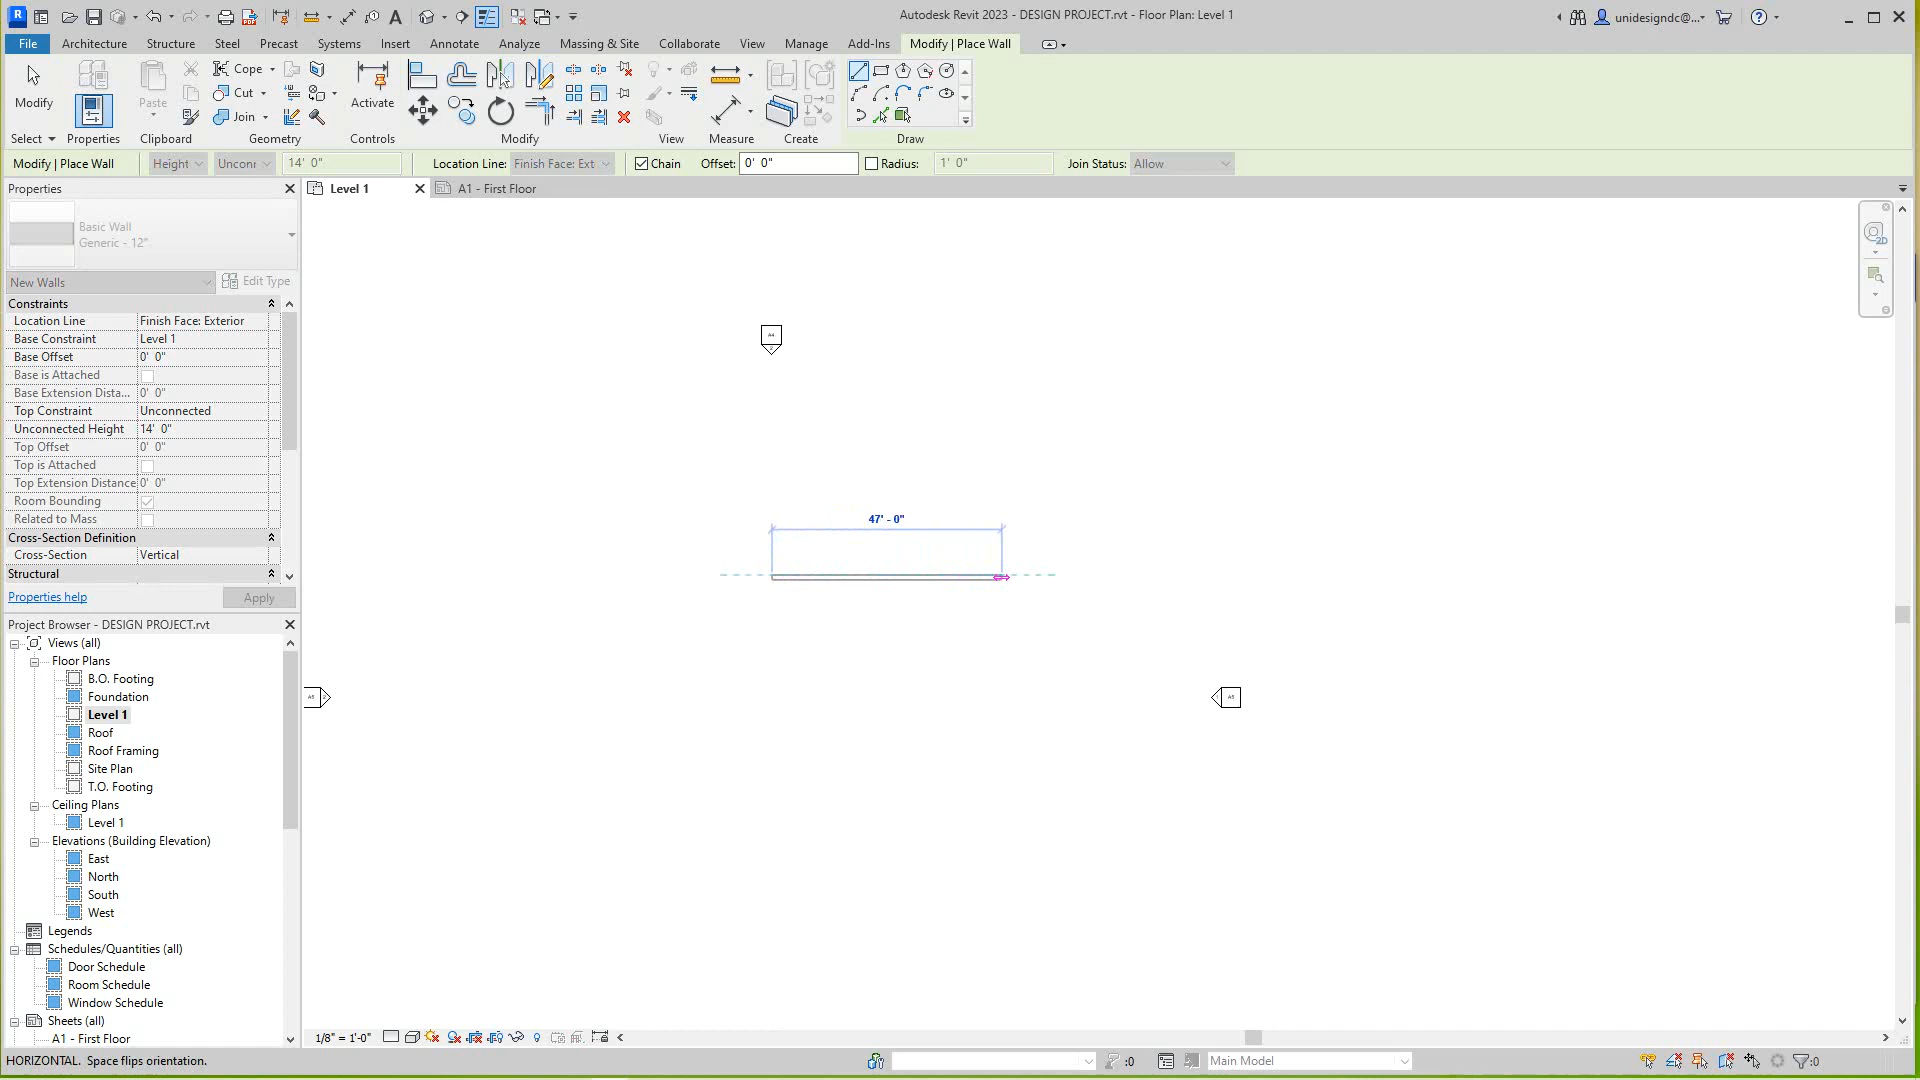 Autodesk Revit 2023 - DESIGN PROJECT.rvt - Floor Plan: Level 1
unidesigndc@...
File Architecture Structure Steel Precast Systems Insert Annotate Analyze Massing & Site Collaborate View Manage Add-Ins Modify | Place Wall
Cope
Cut
Join
Modify
Paste
Activate
Select Properties Clipboard Geometry Controls Modify View Measure Create Draw
Modify | Place Wall Height Unconr 14' 0" Location Line: Finish Face: Ext Chain Offset: 0' 0" Radius: 1' 0" Join Status: Allow
Properties
Level 1
A1 - First Floor
Basic Wall
Generic - 12"
New Walls
Edit Type
Constraints
Location Line Finish Face: Exterior
Base Constraint Level 1
Base Offset 0' 0"
Base is Attached
Base Extension Dista... 0' 0"
Top Constraint Unconnected
Unconnected Height 14' 0"
Top Offset 0' 0"
Top is Attached
Top Extension Distance 0' 0"
Room Bounding
Related to Mass
Cross-Section Definition
Cross-Section Vertical
Structural
Properties help
Apply
47' - 0"
Project Browser - DESIGN PROJECT.rvt
Views (all)
Floor Plans
B.O. Footing
Foundation
Level 1
Roof
Roof Framing
Site Plan
T.O. Footing
Ceiling Plans
Level 1
Elevations (Building Elevation)
East
North
South
West
Legends
Schedules/Quantities (all)
Door Schedule
Room Schedule
Window Schedule
Sheets (all)
A1 - First Floor
1/8" = 1'-0"
HORIZONTAL. Space flips orientation.
:0
Main Model
:0